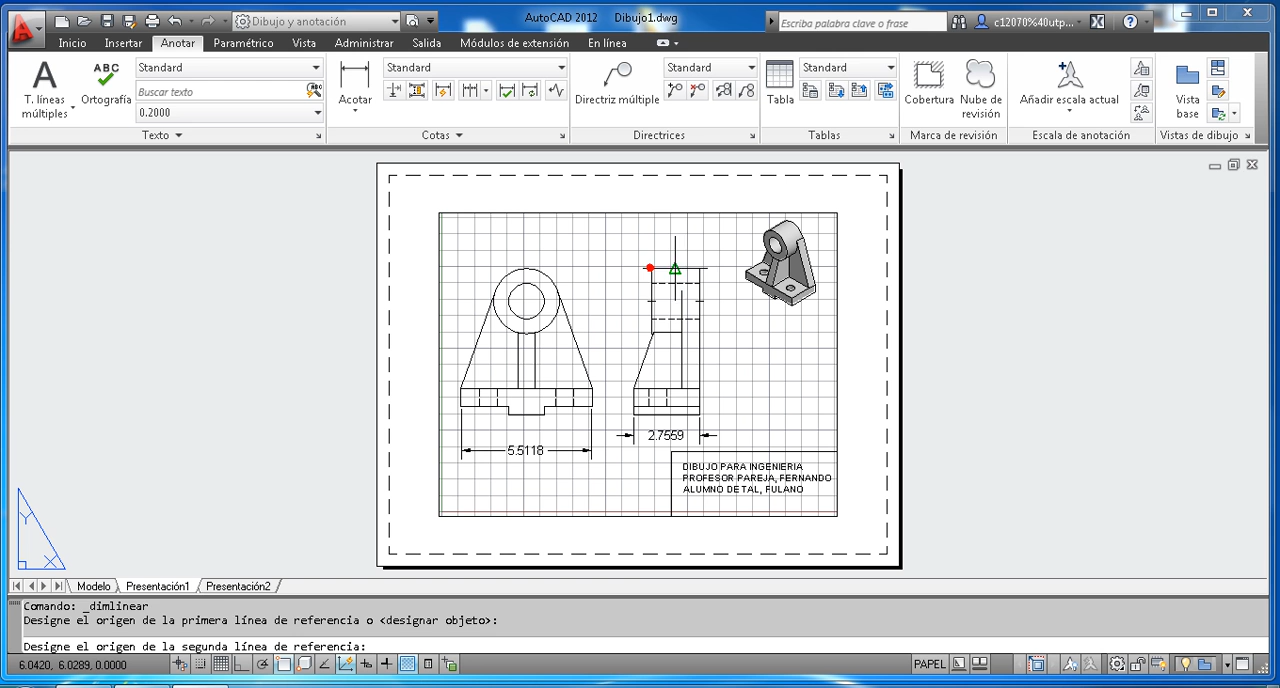 Dibujo y anotación
AutoCAD 2012 Dibujo1.dwg
Escriba palabra clave o frase
c12070%40utp...
Inicio Insertar Anotar Paramétrico Vista Administrar Salida Módulos de extensión En línea
A
T. líneas
múltiples
ABC
Ortografía
Standard
Buscar texto
0.2000
Texto
Acotar
Standard
Cotas
Directriz múltiple
Standard
Directrices
Tabla
Standard
Tablas
Cobertura
Nube de
revisión
Marca de revisión
Añadir escala actual
Escala de anotación
Vista
base
Vistas de dibujo
5.5118
2.7559
DIBUJO PARA INGENIERIA
PROFESOR PAREJA, FERNANDO
ALUMNO DE TAL, FULANO
Y
X
Modelo Presentación1 Presentación2
Comando: _dimlinear
Designe el origen de la primera línea de referencia o <designar objeto>:
Designe el origen de la segunda línea de referencia:
6.0420, 6.0289, 0.0000
PAPEL